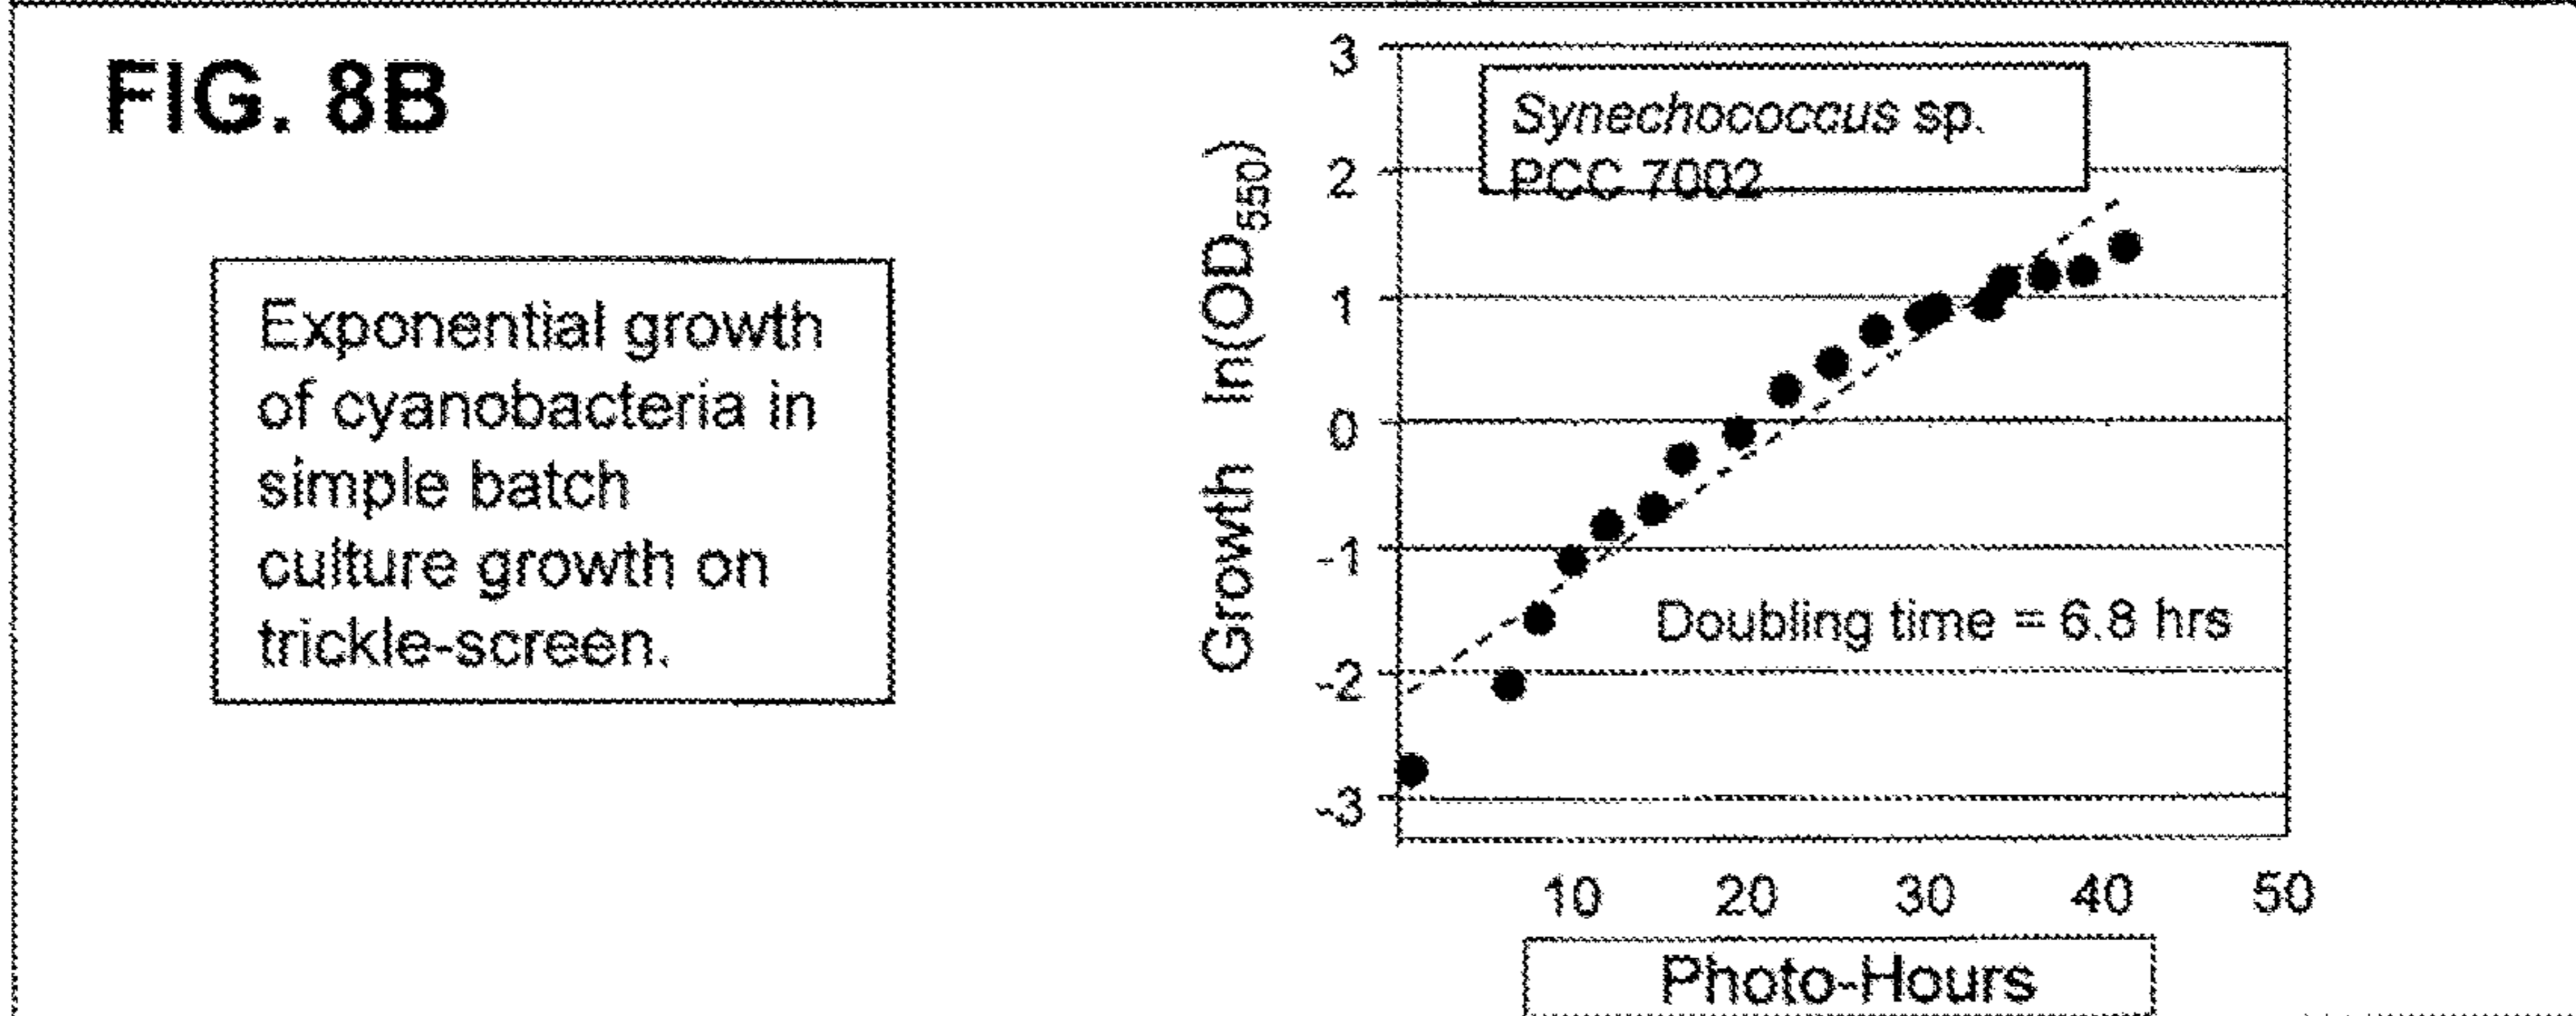 FIG. 8B
Exponential growth
of cyanobacteria in
simple batch
culture growth on
trickle-screen.
Growth ln(OD550)
3
2
1
0
-1
-2
-3
Synechococcus sp.
PCC 7002
Doubling time = 6.8 hrs
10 20 30 40 50
Photo-Hours